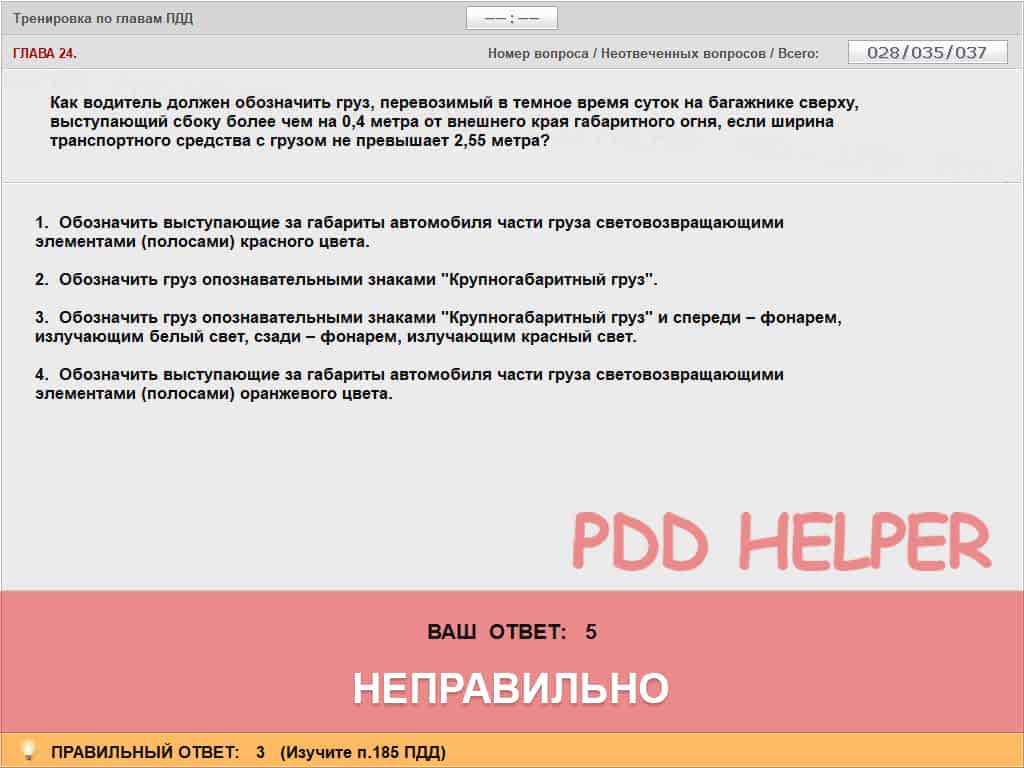 Тренировка по главам ПДД
–– : ––
ГЛАВА 24.
Номер вопроса / Неотвеченных вопросов / Всего: 028/035/037
Как водитель должен обозначить груз, перевозимый в темное время суток на багажнике сверху,
выступающий сбоку более чем на 0,4 метра от внешнего края габаритного огня, если ширина
транспортного средства с грузом не превышает 2,55 метра?
1. Обозначить выступающие за габариты автомобиля части груза световозвращающими
элементами (полосами) красного цвета.
2. Обозначить груз опознавательными знаками "Крупногабаритный груз".
3. Обозначить груз опознавательными знаками "Крупногабаритный груз" и спереди – фонарем,
излучающим белый свет, сзади – фонарем, излучающим красный свет.
4. Обозначить выступающие за габариты автомобиля части груза световозвращающими
элементами (полосами) оранжевого цвета.
PDD HELPER
ВАШ ОТВЕТ: 5
НЕПРАВИЛЬНО
ПРАВИЛЬНЫЙ ОТВЕТ: 3 (Изучите п.185 ПДД)